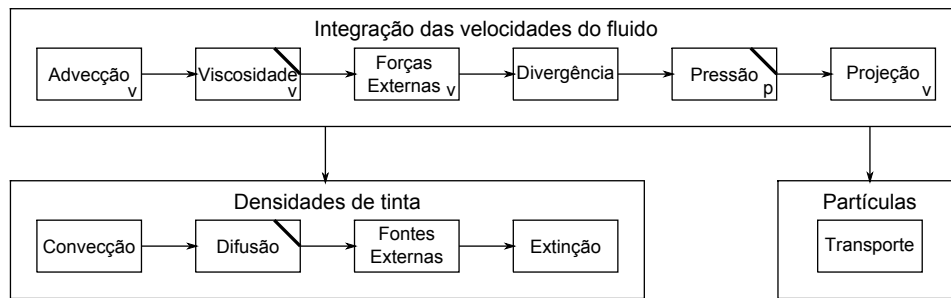 Integração das velocidades do fluido
Advecção
v
Viscosidade
v
Forças
Externas
v
Divergência
Pressão
p
Projeção
v
Densidades de tinta
Convecção
Difusão
Fontes
Externas
Extinção
Partículas
Transporte